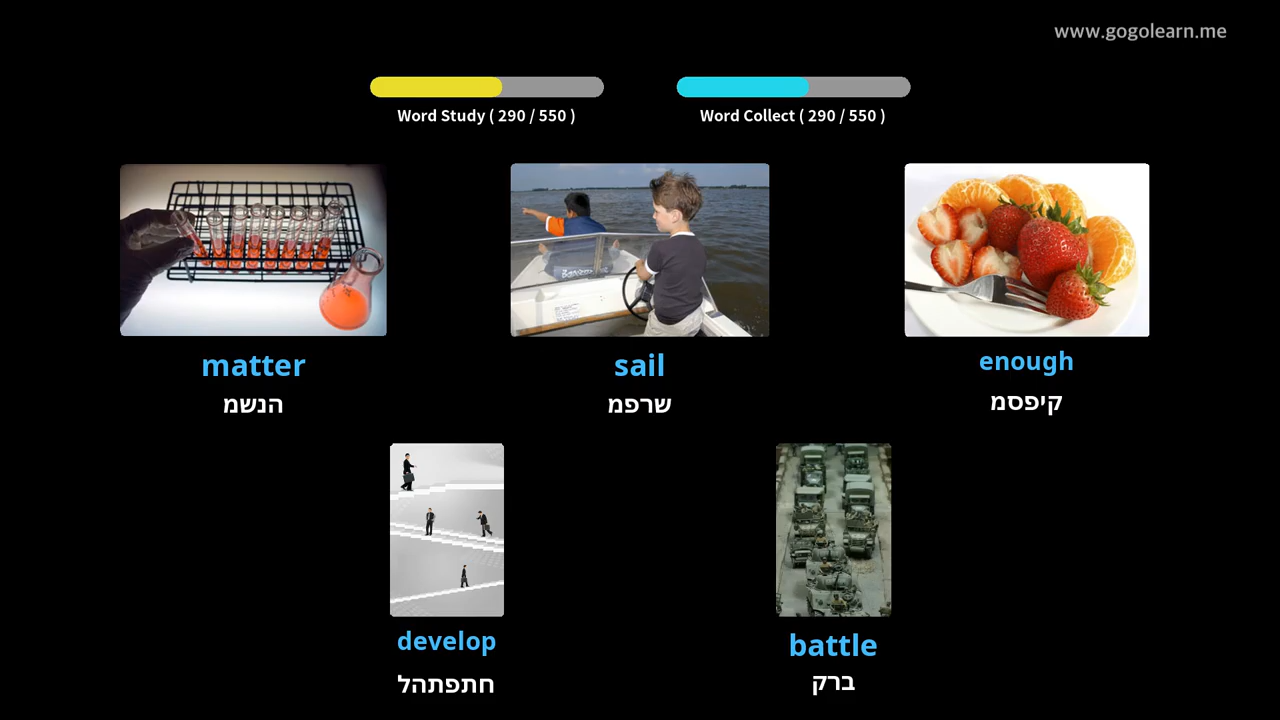 www.gogolearn.me
Word Study ( 290 / 550 )
Word Collect ( 290 / 550 )
matter
הנשמ
sail
שרפמ
enough
קיפסמ
develop
חתפתהל
battle
ברק